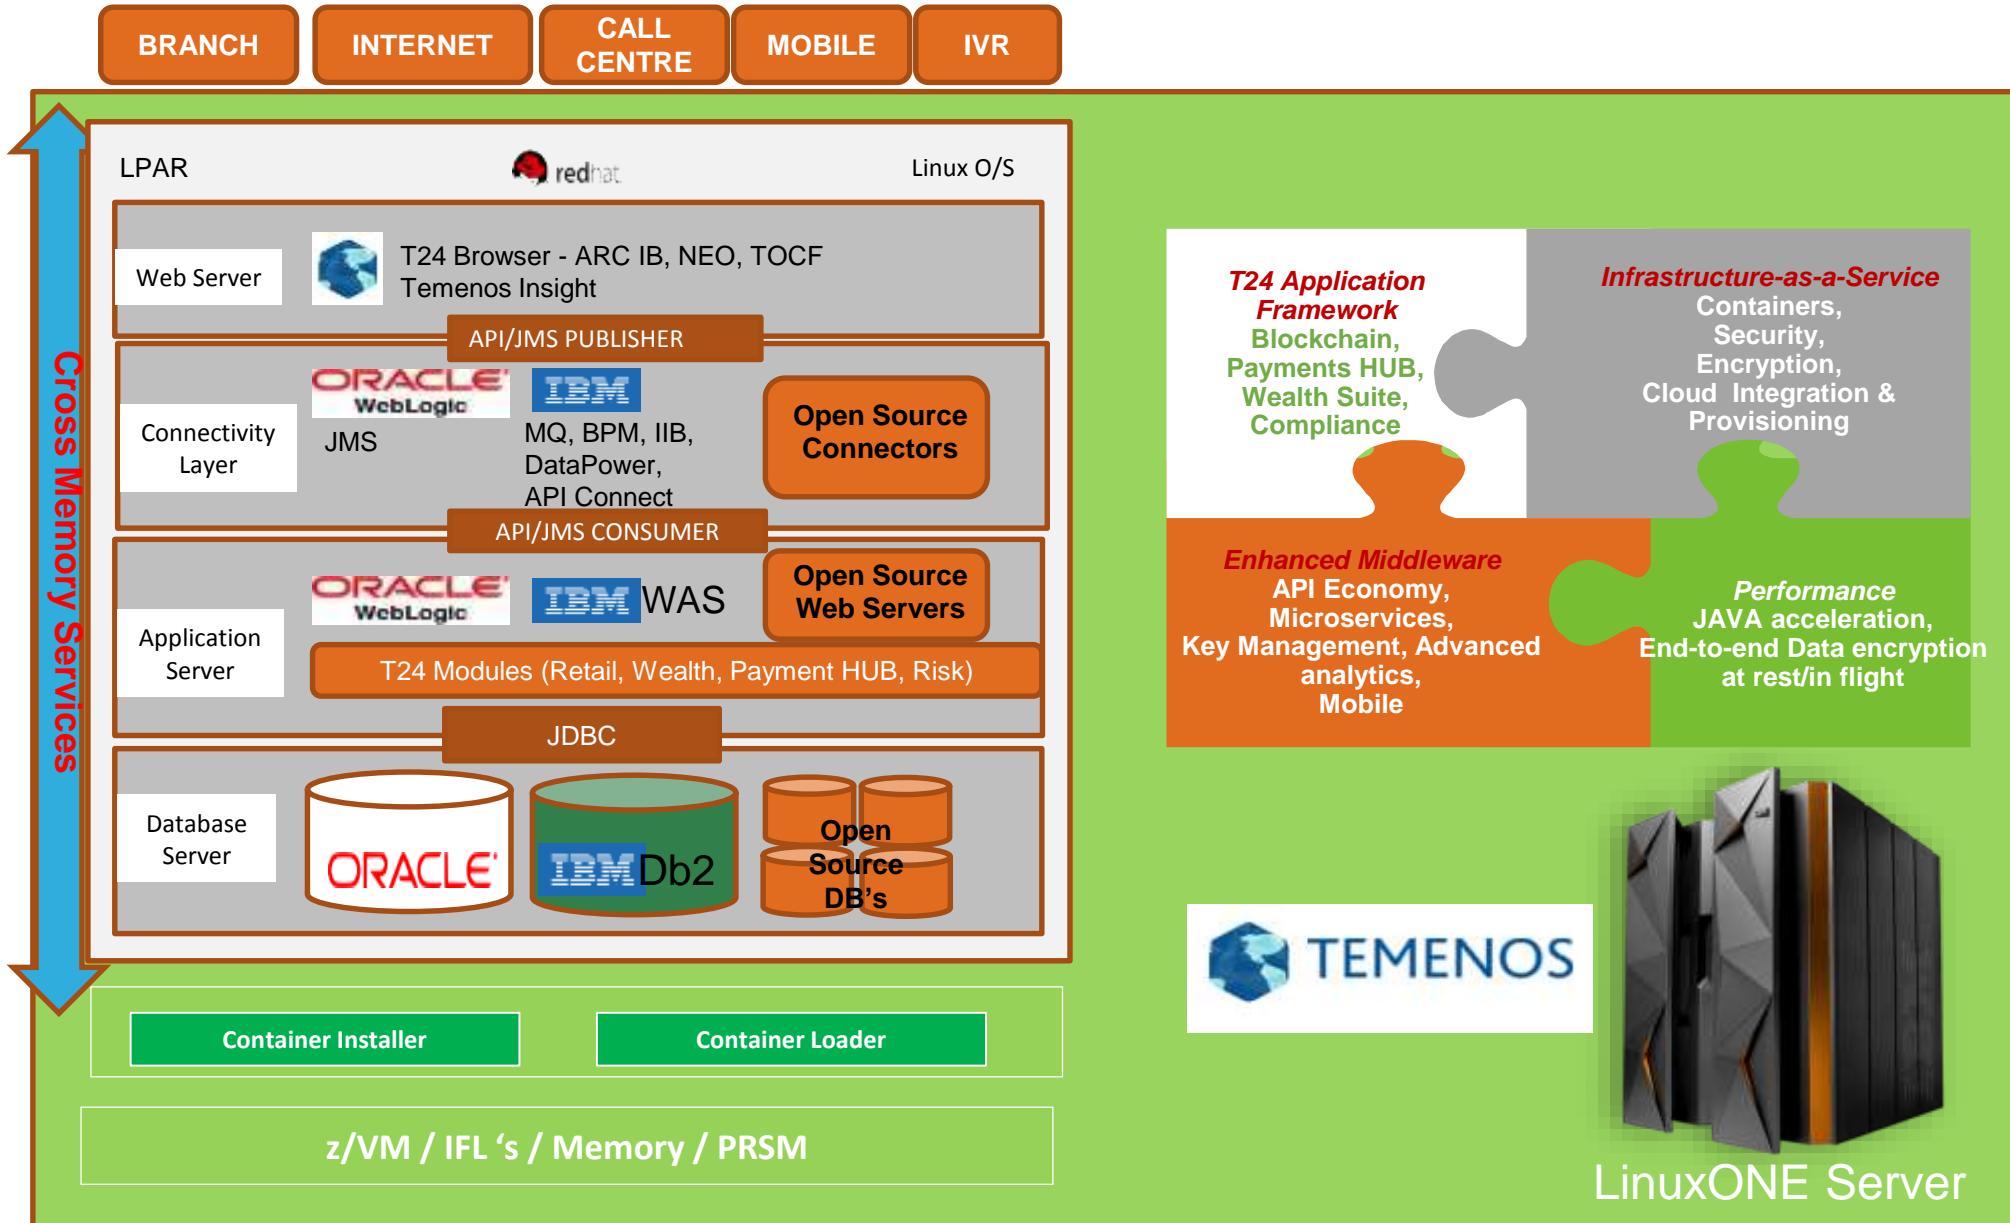 BRANCH
INTERNET
CALL
CENTRE
MOBILE
IVR
Cross Memory Services
LPAR
redhat.
Linux O/S
Web Server
T24 Browser - ARC IB, NEO, TOCF
Temenos Insight
API/JMS PUBLISHER
Connectivity
Layer
ORACLE
WebLogic
JMS
IBM
MQ, BPM, IIB,
DataPower,
API Connect
Open Source
Connectors
API/JMS CONSUMER
Application
Server
ORACLE
WebLogic
IBM WAS
Open Source
Web Servers
T24 Modules (Retail, Wealth, Payment HUB, Risk)
JDBC
Database
Server
ORACLE
IBM Db2
Open
Source
DB's
Container Installer
Container Loader
z/VM / IFL ‘s / Memory / PRSM
T24 Application
Framework
Blockchain,
Payments HUB,
Wealth Suite,
Compliance
Infrastructure-as-a-Service
Containers,
Security,
Encryption,
Cloud Integration &
Provisioning
Enhanced Middleware
API Economy,
Microservices,
Key Management, Advanced
analytics,
Mobile
Performance
JAVA acceleration,
End-to-end Data encryption
at rest/in flight
TEMENOS
LinuxONE Server